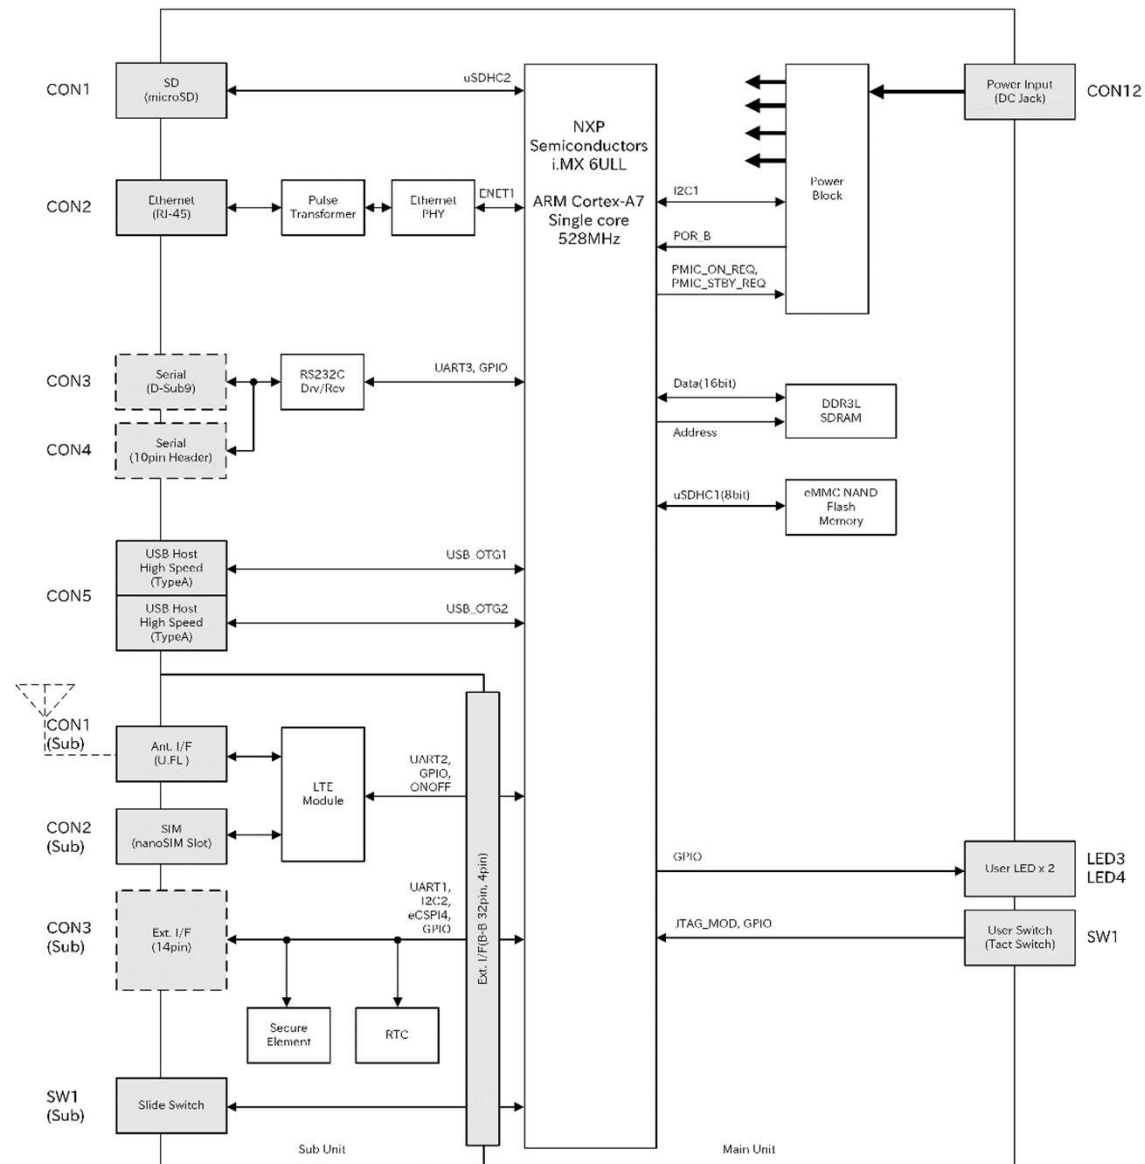 CON1
SD
(microSD)
uSDHC2
NXP
Semiconductors
i.MX 6ULL
ARM Cortex-A7
Single core
528MHz
Power Input
(DC Jack)
CON12
Power
Block
I2C1
POR_B
PMIC_ON_REQ,
PMIC_STBY_REQ
CON2
Ethernet
(RJ-45)
Pulse
Transformer
Ethernet
PHY
ENET1
CON3
Serial
(D-Sub9)
RS232C
Drv/Rcv
UART3, GPIO
CON4
Serial
(10pin Header)
Data(16bit)
Address
DDR3L
SDRAM
uSDHC1(8bit)
eMMC NAND
Flash
Memory
CON5
USB Host
High Speed
(TypeA)
USB_OTG1
USB Host
High Speed
(TypeA)
USB_OTG2
CON1
(Sub)
Ant. I/F
(U.FL )
LTE
Module
UART2,
GPIO,
ONOFF
CON2
(Sub)
SIM
(nanoSIM Slot)
CON3
(Sub)
Ext. I/F
(14pin)
UART1,
I2C2,
eCSPI4,
GPIO
Ext. I/F(B-B 32pin, 4pin)
Secure
Element
RTC
SW1
(Sub)
Slide Switch
GPIO
User LED x 2
LED3
LED4
JTAG_MOD, GPIO
User Switch
(Tact Switch)
SW1
Sub Unit
Main Unit